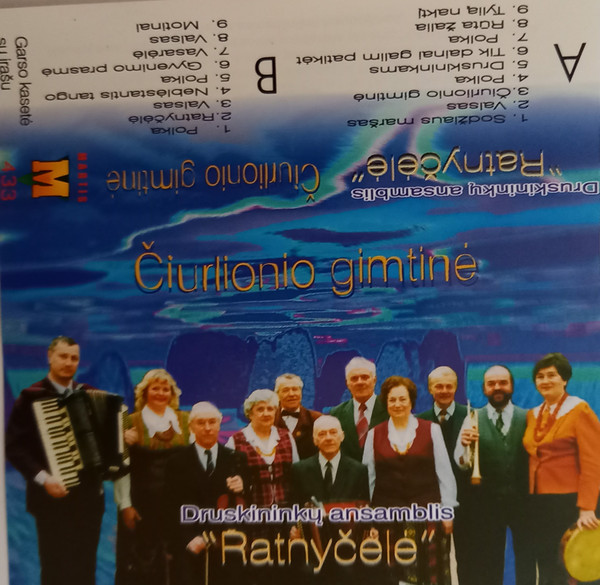 A
1. Sodžiaus maršas
2. Valsas
3.Čiurlionio gimtinė
4. Polka
5. Druskininkams
6. Tik dainai galim patikėt
7. Polka
8. Rūta žalia
9. Tylią naktį
B
1. Polka
2.Ratnyčėlė
3. Valsas
4. Neblėstantis tango
5. Polka
6. Gyvenimo prasmė
7. Vasarėlė
8. Valsas
9. Motinai
Garso kasetė
su įrašu
Druskininkų ansamblis
"Ratnyčėlė"
Čiurlionio gimtinė
M
433
Čiurlionio gimtinė
Druskininkų ansamblis
"Ratnyčėlė"